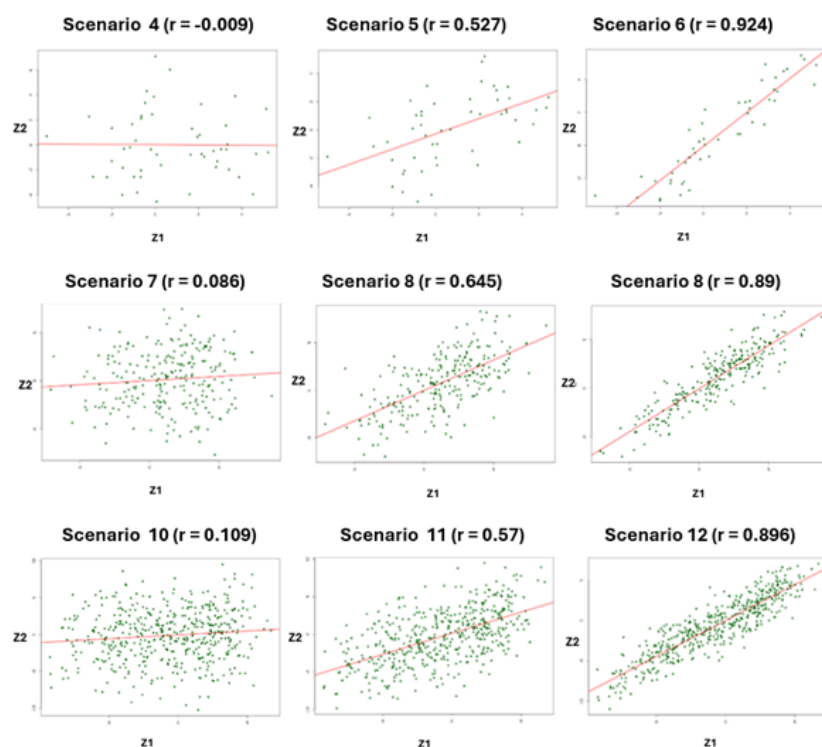 Scenario 4 (r = -0.009)
Scenario 5 (r = 0.527)
Scenario 6 (r = 0.924)
Z2
Z2
Z2
Z1
Z1
Z1
Scenario 7 (r = 0.086)
Scenario 8 (r = 0.645)
Scenario 8 (r = 0.89)
Z2
Z2
Z2
Z1
Z1
Z1
Scenario 10 (r = 0.109)
Scenario 11 (r = 0.57)
Scenario 12 (r = 0.896)
Z2
Z2
Z2
Z1
Z1
Z1